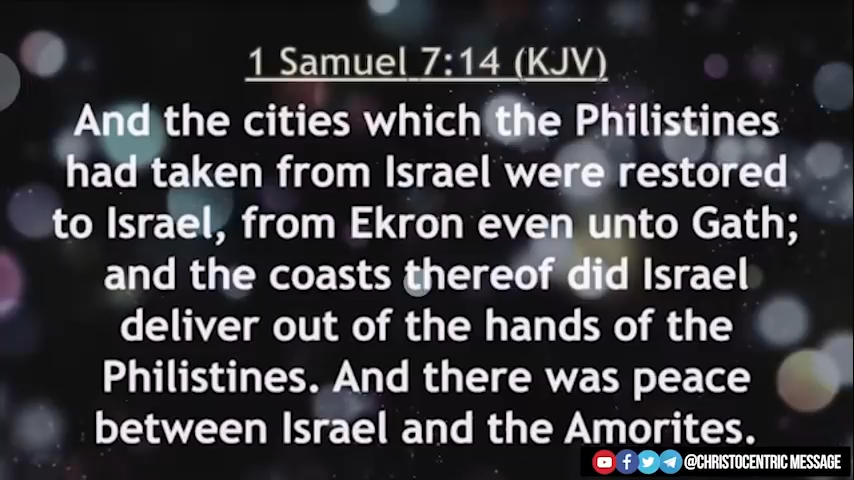 1 Samuel 7:14 (KJV)
And the cities which the Philistines
had taken from Israel were restored
to Israel, from Ekron even unto Gath;
and the coasts thereof did Israel
deliver out of the hands of the
Philistines. And there was peace
between Israel and the Amorites.
@CHRISTOCENTRIC MESSAGE